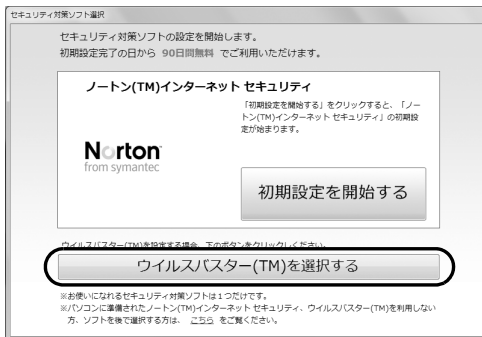 セキュリティ対策ソフト選択
セキュリティ対策ソフトの設定を開始します。
初期設定完了の日から 90日間無料 でご利用いただけます。
ノートン(TM)インターネット セキュリティ
「初期設定を開始する」をクリックすると、「ノー
トン(TM)インターネット セキュリティ」の初期設
定が始まります。
Norton
from symantec
初期設定を開始する
ウイルスバスター(TM)を設定する場合、下のボタンをクリックしてください。
ウイルスバスター(TM)を選択する
※お使いになれるセキュリティ対策ソフトは1つだけです。
※パソコンに準備されたノートン(TM)インターネット セキュリティ、ウイルスバスター(TM)を利用しない
方、ソフトを後で選択する方は、 こちら をご覧ください。